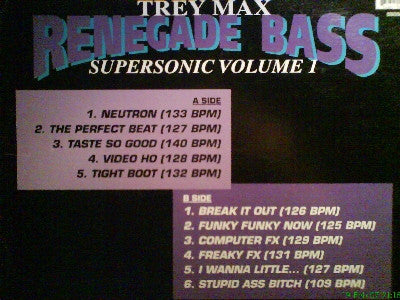 TREY MAX
RENEGADE BASS
SUPERSONIC VOLUME 1
A SIDE
1. NEUTRON (133 BPM)
2. THE PERFECT BEAT (127 BPM)
3. TASTE SO GOOD (140 BPM)
4. VIDEO HO (128 BPM)
5. TIGHT BOOT (132 BPM)
B SIDE
1. BREAK IT OUT (126 BPM)
2. FUNKY FUNKY NOW (125 BPM)
3. COMPUTER FX (129 BPM)
4. FREAKY FX (131 BPM)
5. I WANNA LITTLE... (127 BPM)
6. STUPID ASS BITCH (109 BPM)